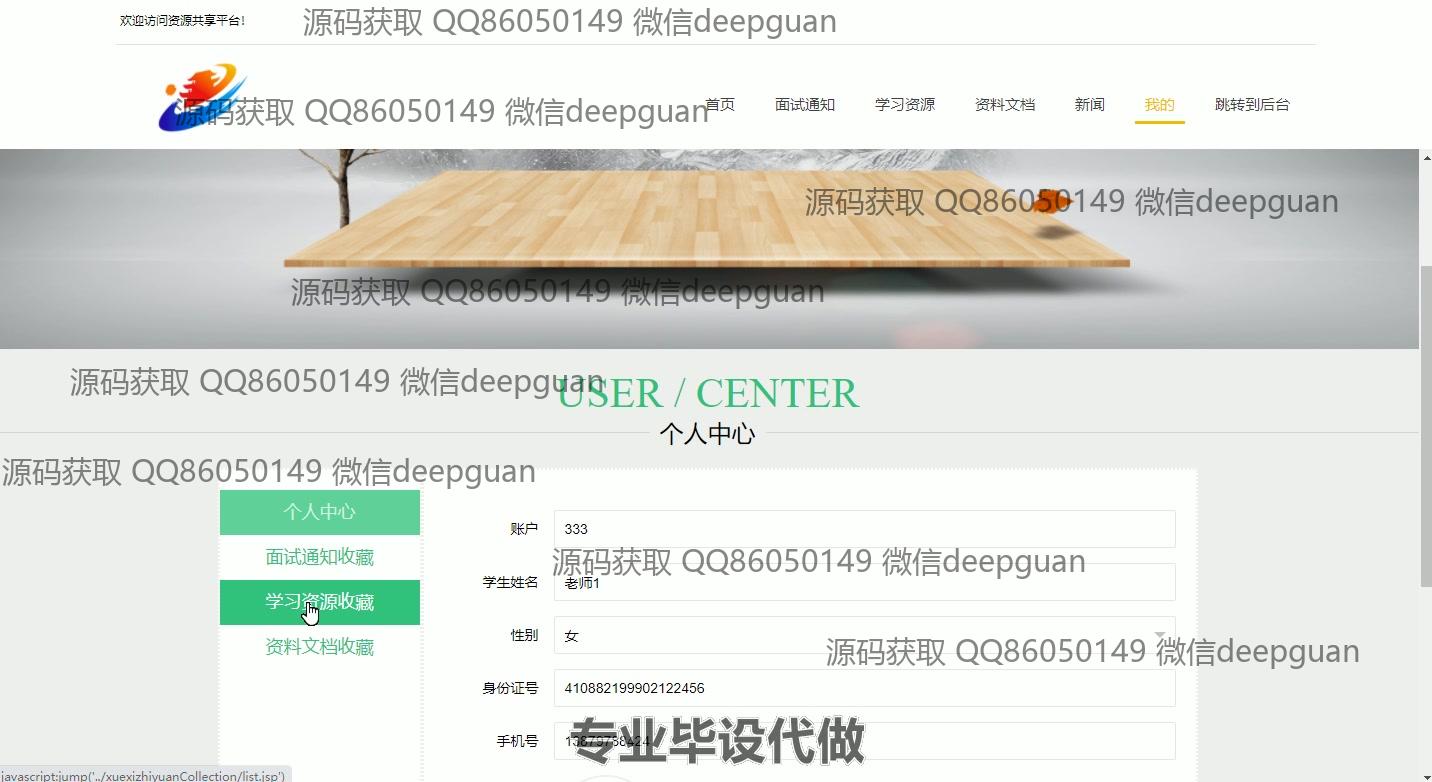 欢迎访问资源共享平台!
源码获取 QQ86050149 微信deepguan
源码获取 QQ86050149 微信deepguan
首页 面试通知 学习资源 资料文档 新闻 我的 跳转到后台
源码获取 QQ86050149 微信deepguan
源码获取 QQ86050149 微信deepguan
源码获取 QQ86050149 微信deepguan
USER / CENTER
个人中心
源码获取 QQ86050149 微信deepguan
个人中心
面试通知收藏
学习资源收藏
资料文档收藏
账户 333
源码获取 QQ86050149 微信deepguan
学生姓名 老师1
性别 女
源码获取 QQ86050149 微信deepguan
身份证号 410882199902122456
手机号
专业毕设代做
javascript:jump('../xuexizhiyuanCollection/list.jsp')